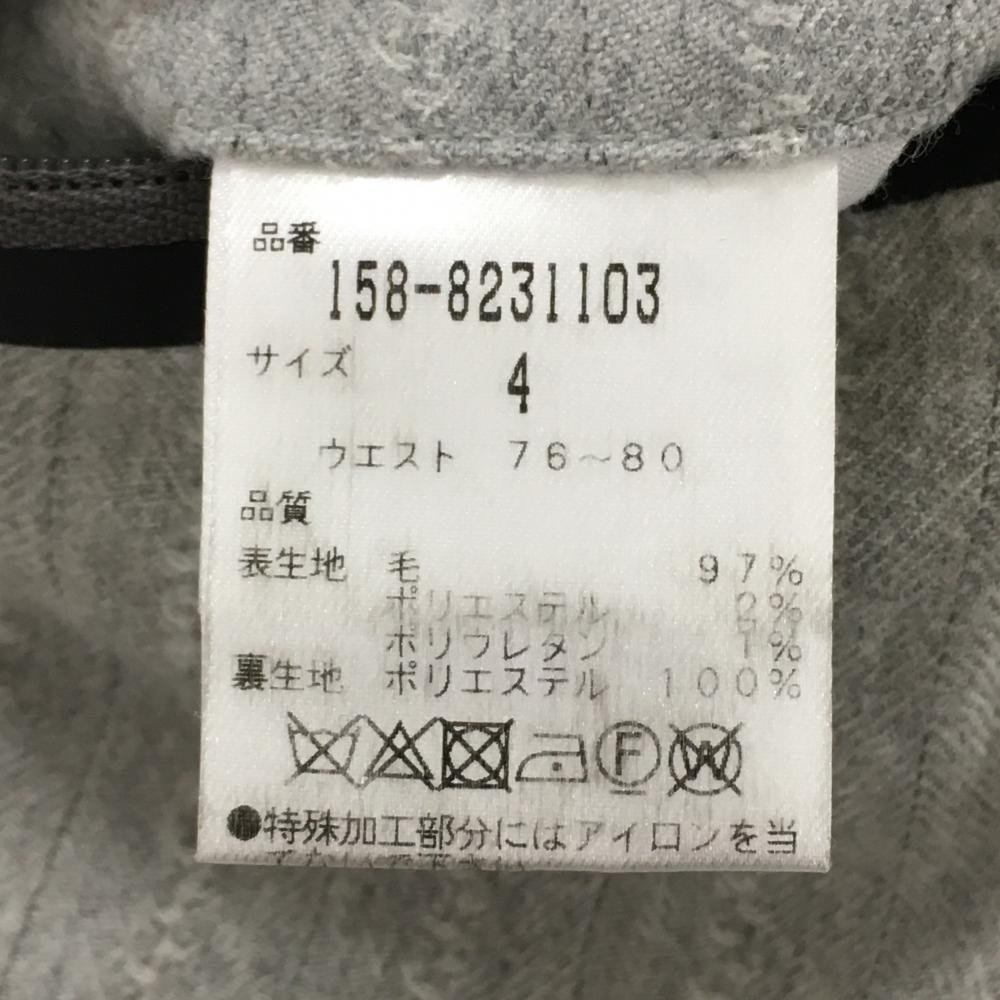 品番
158-8231103
サイズ 4
ウエスト 76～80
品質
表生地 毛 97%
ポリエステル 2%
ポリウレタン 1%
裏生地 ポリエステル 100%
F W
●特殊加工部分にはアイロンを当